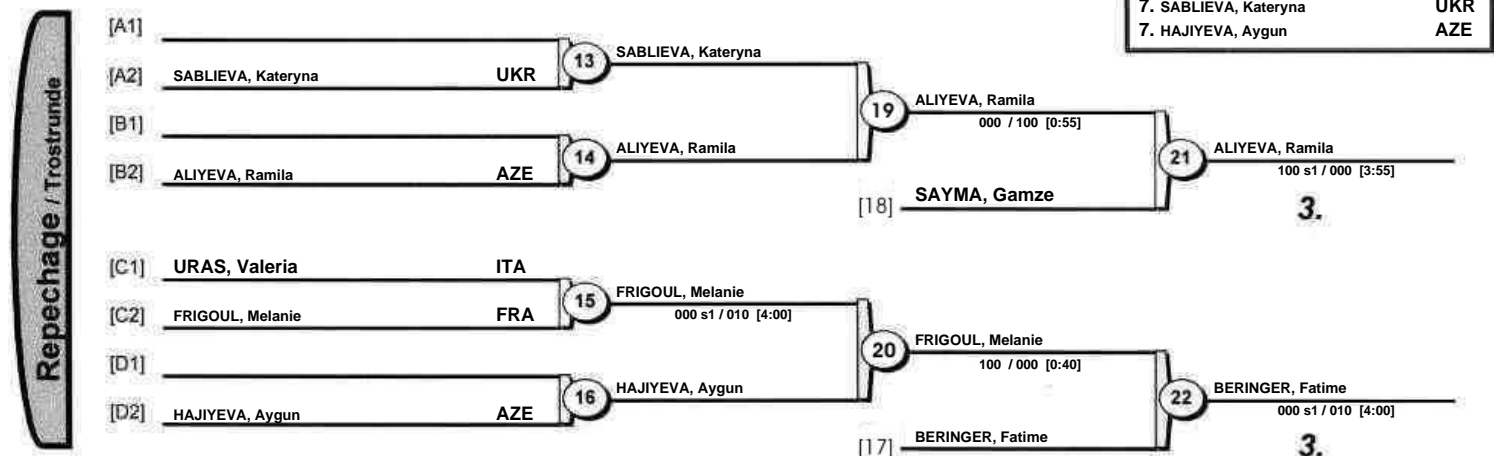 7. SABLIEVA, Kateryna UKR
7. HAJIYEVA, Aygun AZE
Repechage / Trostrunde
[A1]
[A2] SABLIEVA, Kateryna UKR
13 SABLIEVA, Kateryna
[B1]
[B2] ALIYEVA, Ramila AZE
14 ALIYEVA, Ramila
19 ALIYEVA, Ramila
000 / 100 [0:55]
[18] SAYMA, Gamze
21 ALIYEVA, Ramila
100 s1 / 000 [3:55]
3.
[C1] URAS, Valeria ITA
[C2] FRIGOUL, Melanie FRA
15 FRIGOUL, Melanie
000 s1 / 010 [4:00]
[D1]
[D2] HAJIYEVA, Aygun AZE
16 HAJIYEVA, Aygun
20 FRIGOUL, Melanie
100 / 000 [0:40]
[17] BERINGER, Fatime
22 BERINGER, Fatime
000 s1 / 010 [4:00]
3.